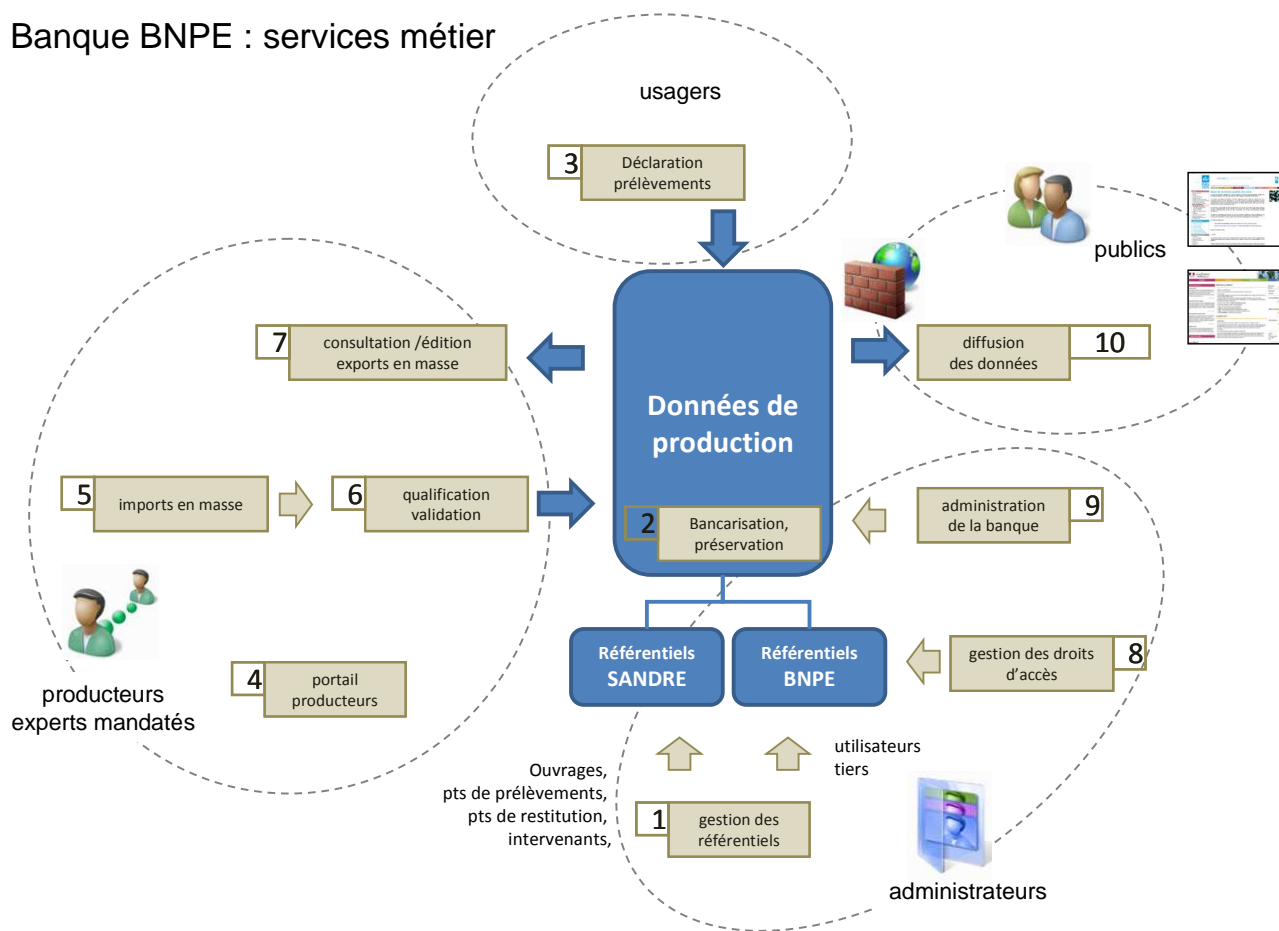 Banque BNPE : services métier
usagers
3
Déclaration
prélèvements
publics
7
consultation /édition
exports en masse
diffusion
des données
10
Données de
production
5
imports en masse
6
qualification
validation
2
Bancarisation,
préservation
administration
de la banque
9
Référentiels
SANDRE
Référentiels
BNPE
gestion des droits
d’accès
8
4
portail
producteurs
producteurs
experts mandatés
utilisateurs
tiers
Ouvrages,
pts de prélèvements,
pts de restitution,
intervenants,
1
gestion des
référentiels
administrateurs